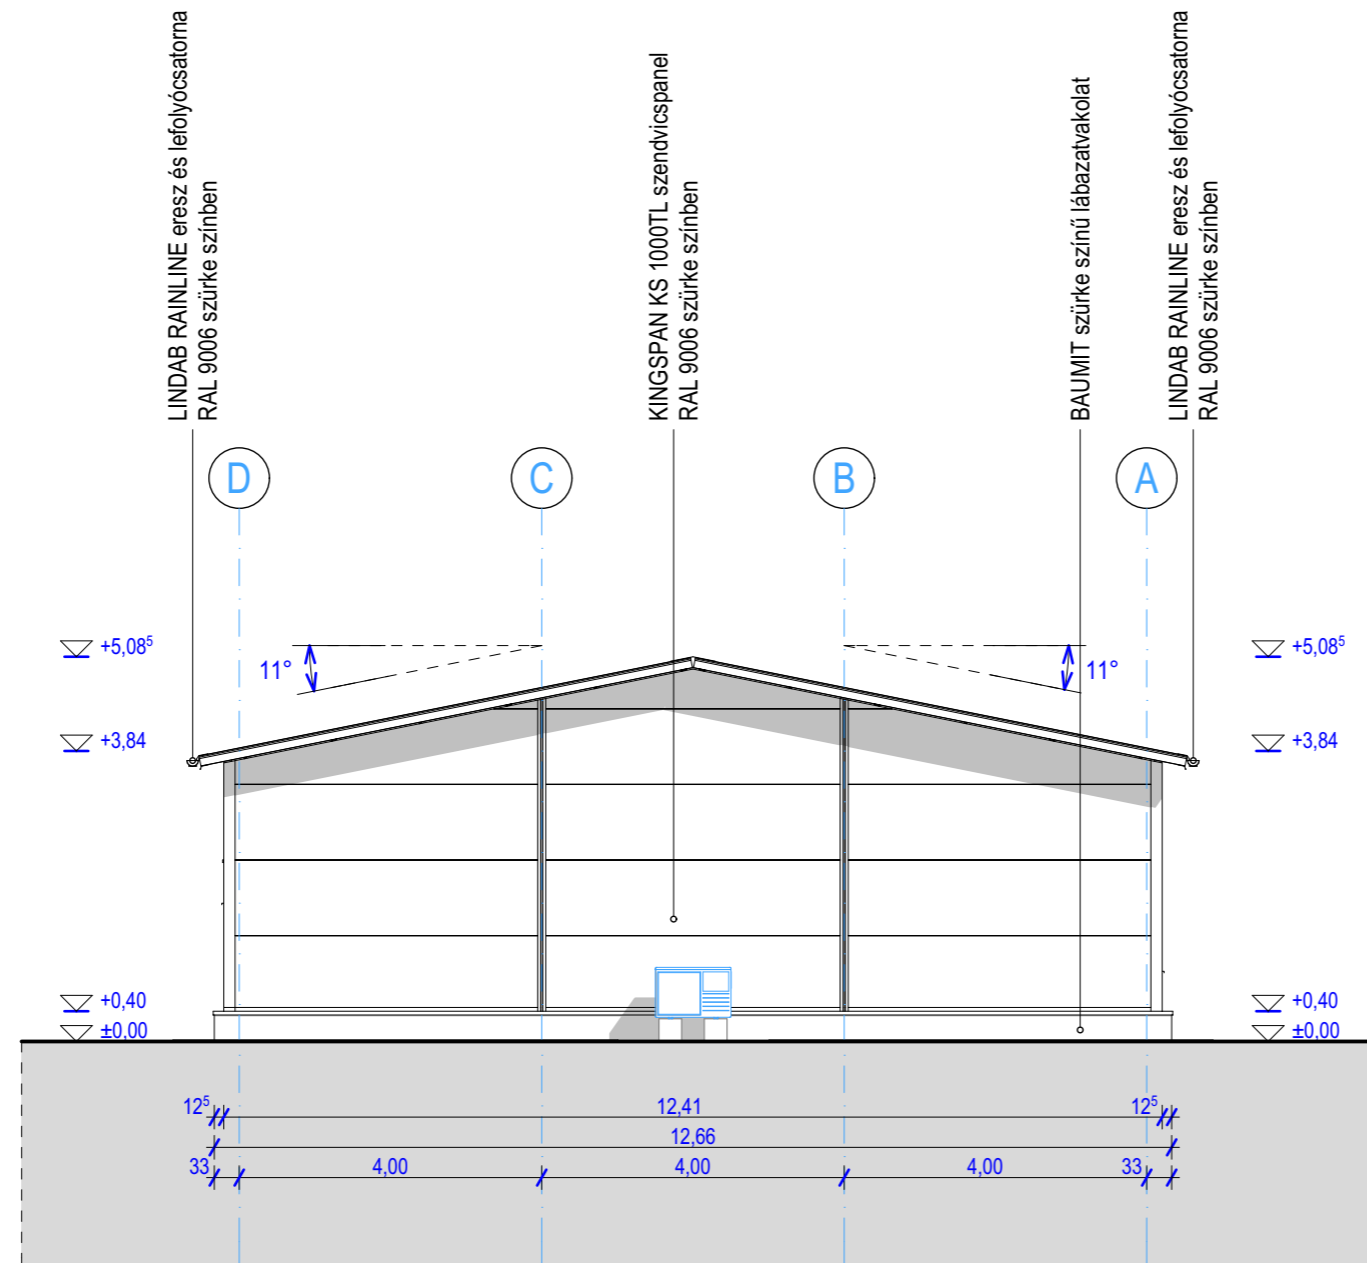 LINDAB RAINLINE eresz és lefolyócsatorna
RAL 9006 szürke színben
KINGSPAN KS 1000TL szendvicspanel
RAL 9006 szürke színben
BAUMIT szürke színű lábazatvakolat
LINDAB RAINLINE eresz és lefolyócsatorna
RAL 9006 szürke színben
D
C
B
A
+5,08⁵
11°
11°
+5,08⁵
+3,84
+3,84
+0,40
+0,40
±0,00
±0,00
12⁵
12,41
12⁵
12,66
33
4,00
4,00
4,00
33